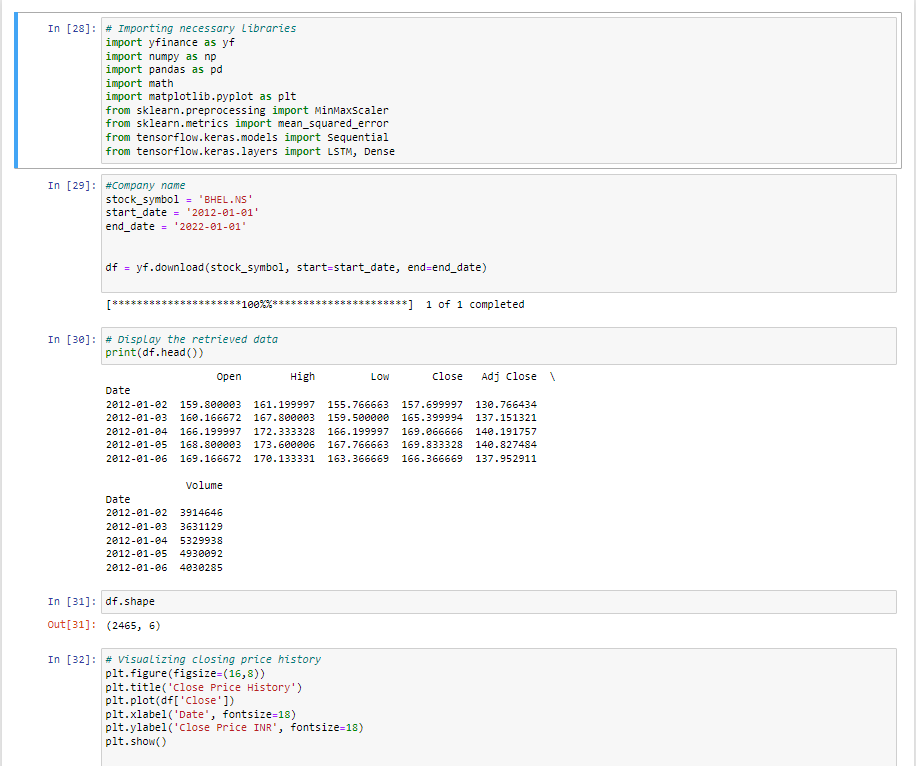 In [28]: # Importing necessary libraries
import yfinance as yf
import numpy as np
import pandas as pd
import math
import matplotlib.pyplot as plt
from sklearn.preprocessing import MinMaxScaler
from sklearn.metrics import mean_squared_error
from tensorflow.keras.models import Sequential
from tensorflow.keras.layers import LSTM, Dense
In [29]: #Company name
stock_symbol = 'BHEL.NS'
start_date = '2012-01-01'
end_date = '2022-01-01'
df = yf.download(stock_symbol, start=start_date, end=end_date)
[*********************100%%**********************]  1 of 1 completed
In [30]: # Display the retrieved data
print(df.head())
Open        High         Low       Close   Adj Close  \
Date
2012-01-02  159.800003  161.199997  155.766663  157.699997  130.766434
2012-01-03  160.166672  167.800003  159.500000  165.399994  137.151321
2012-01-04  166.199997  172.333328  166.199997  169.066666  140.191757
2012-01-05  168.800003  173.600006  167.766663  169.833328  140.827484
2012-01-06  169.166672  170.133331  163.366669  166.366669  137.952911
Volume
Date
2012-01-02  3914646
2012-01-03  3631129
2012-01-04  5329938
2012-01-05  4930092
2012-01-06  4030285
In [31]: df.shape
Out[31]: (2465, 6)
In [32]: # Visualizing closing price history
plt.figure(figsize=(16,8))
plt.title('Close Price History')
plt.plot(df['Close'])
plt.xlabel('Date', fontsize=18)
plt.ylabel('Close Price INR', fontsize=18)
plt.show()